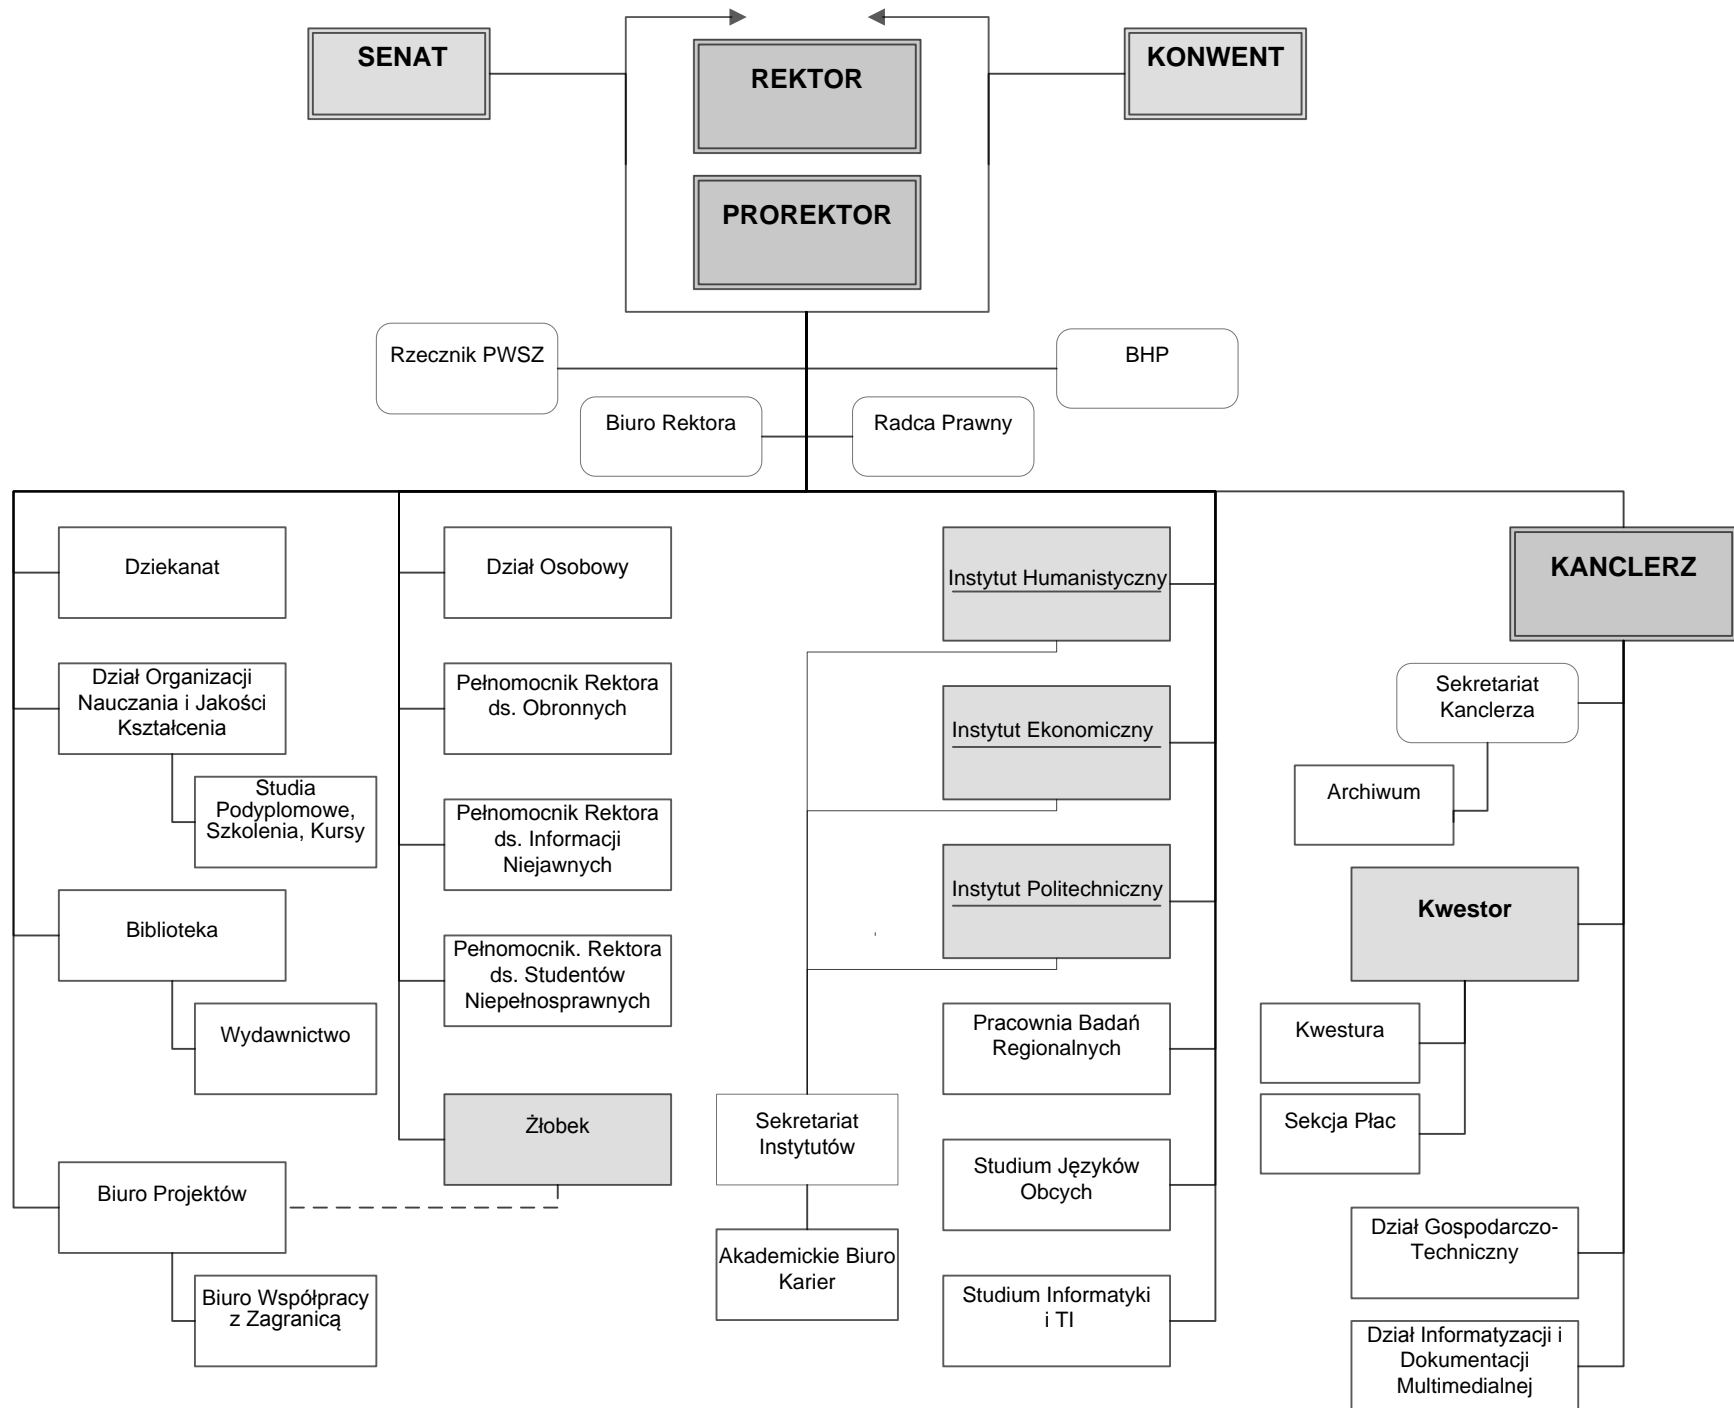 SENAT
REKTOR
KONWENT
PROREKTOR
Rzecznik PWSZ
BHP
Biuro Rektora
Radca Prawny
Dziekanat
Dział Organizacji
Nauczania i Jakości
Kształcenia
Studia
Podyplomowe,
Szkolenia, Kursy
Biblioteka
Wydawnictwo
Biuro Projektów
Biuro Współpracy
z Zagranicą
Dział Osobowy
Pełnomocnik Rektora
ds. Obronnych
Pełnomocnik Rektora
ds. Informacji
Niejawnych
Pełnomocnik. Rektora
ds. Studentów
Niepełnosprawnych
Żłobek
Sekretariat
Instytutów
Akademickie Biuro
Karier
Instytut Humanistyczny
Instytut Ekonomiczny
Instytut Politechniczny
Pracownia Badań
Regionalnych
Studium Języków
Obcych
Studium Informatyki
i TI
KANCLERZ
Sekretariat
Kanclerza
Archiwum
Kwestor
Kwestura
Sekcja Płac
Dział Gospodarczo-
Techniczny
Dział Informatyzacji i
Dokumentacji
Multimedialnej